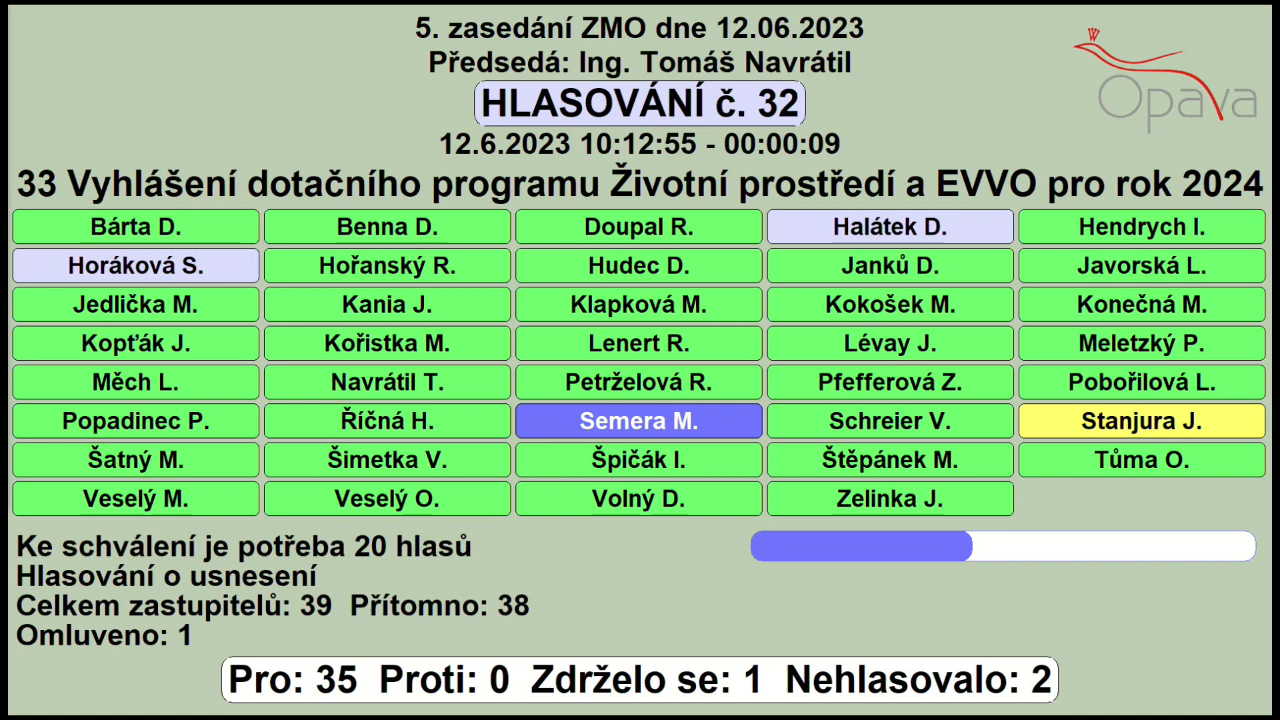 5. zasedání ZMO dne 12.06.2023
Předsedá: Ing. Tomáš Navrátil
HLASOVÁNÍ č. 32
Opava
12.6.2023 10:12:55 - 00:00:09
33 Vyhlášení dotačního programu Životní prostředí a EVVO pro rok 2024
Bárta D. Benna D. Doupal R. Halátek D. Hendrych I.
Horáková S. Hořanský R. Hudec D. Janků D. Javorská L.
Jedlička M. Kania J. Klapková M. Kokošek M. Konečná M.
Kopťák J. Kořistka M. Lenert R. Lévay J. Meletzký P.
Měch L. Navrátil T. Petrželová R. Pfefferová Z. Pobořilová L.
Popadinec P. Říčná H. Semera M. Schreier V. Stanjura J.
Šatný M. Šimetka V. Špičák I. Štěpánek M. Tůma O.
Veselý M. Veselý O. Volný D. Zelinka J.
Ke schválení je potřeba 20 hlasů
Hlasování o usnesení
Celkem zastupitelů: 39 Přítomno: 38
Omluveno: 1
Pro: 35 Proti: 0 Zdrželo se: 1 Nehlasovalo: 2